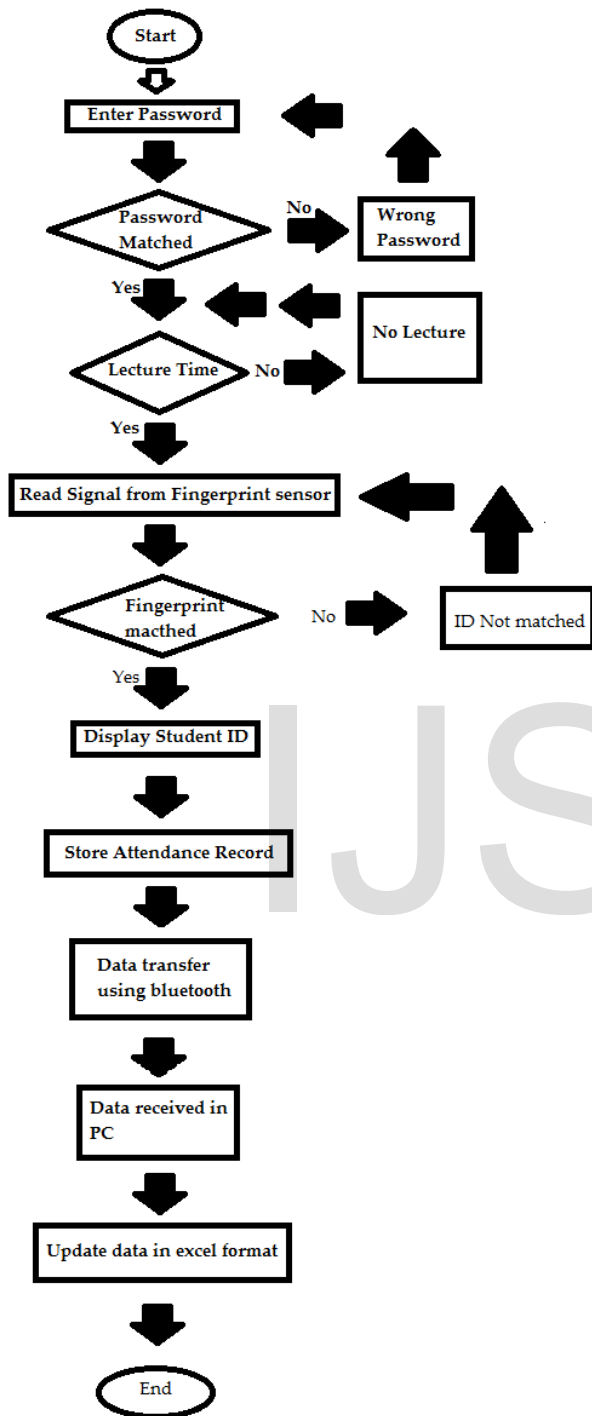 Start
Enter Password
Password
Matched
No
Wrong
Password
Yes
No Lecture
Lecture Time
No
Yes
Read Signal from Fingerprint sensor
Fingerprint
macthed
No
ID Not matched
Yes
Display Student ID
Store Attendance Record
IJS
Data transfer
using bluetooth
Data received in
PC
Update data in excel format
End